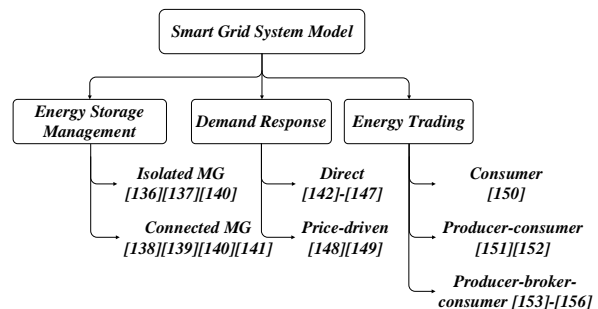 Smart Grid System Model
Energy Storage
Management
Demand Response
Energy Trading
Isolated MG
[136][137][140]
Connected MG
[138][139][140][141]
Direct
[142]-[147]
Price-driven
[148][149]
Consumer
[150]
Producer-consumer
[151][152]
Producer-broker-
consumer [153]-[156]